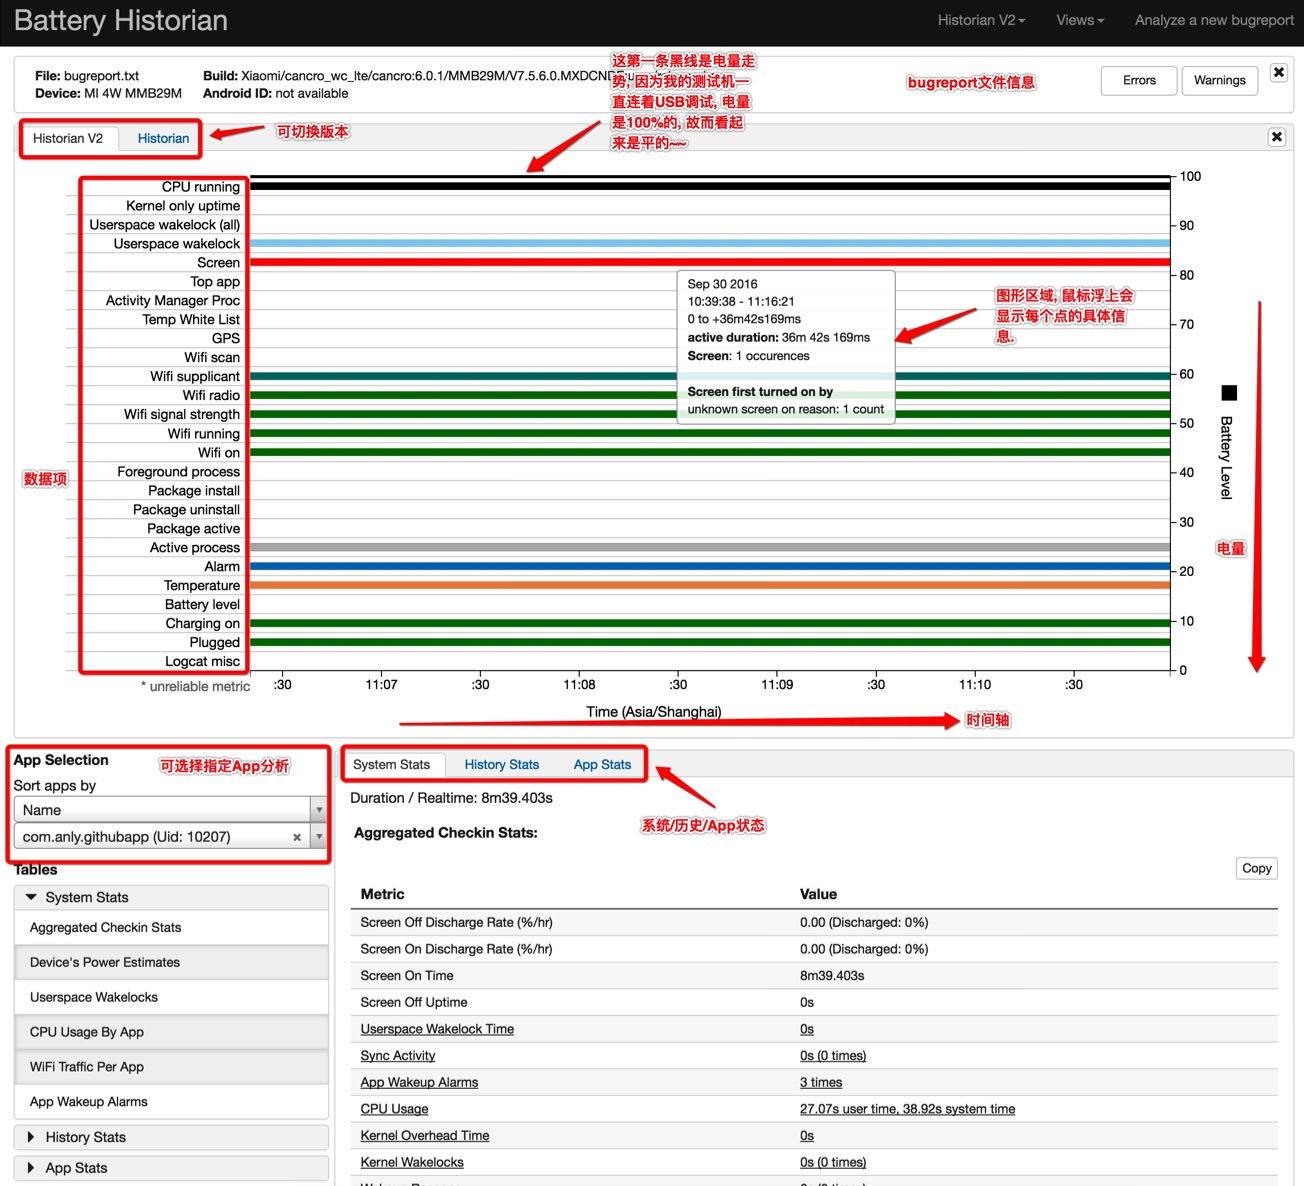 Battery Historian
Historian V2
Views
Analyze a new bugreport
File: bugreport.txt
Build: Xiaomi/cancro_wc_lte/cancro:6.0.1/MMB29M/V7.5.6.0.MXDCND
Device: MI 4W MMB29M
Android ID: not available
这第一条黑线是电量走
势, 因为我的测试机一
直连着USB调试, 电量
是100%的, 故而看起
来是平的~~
bugreport文件信息
Errors
Warnings
Historian V2
Historian
可切换版本
CPU running
Kernel only uptime
Userspace wakelock (all)
Userspace wakelock
Screen
Top app
Activity Manager Proc
Temp White List
GPS
Wifi scan
Wifi supplicant
Wifi radio
Wifi signal strength
Wifi running
Wifi on
Foreground process
Package install
Package uninstall
Package active
Active process
Alarm
Temperature
Battery level
Charging on
Plugged
Logcat misc
* unreliable metric
数据项
Sep 30 2016
10:39:38 - 11:16:21
0 to +36m42s169ms
active duration: 36m 42s 169ms
Screen: 1 occurences
Screen first turned on by
unknown screen on reason: 1 count
图形区域, 鼠标浮上会
显示每个点的具体信
息.
100
90
80
70
60
50
40
30
20
10
0
Battery Level
电量
:30
11:07
:30
11:08
:30
11:09
:30
11:10
:30
Time (Asia/Shanghai)
时间轴
App Selection
可选择指定App分析
Sort apps by
Name
com.anly.githubapp (Uid: 10207)
Tables
System Stats
Aggregated Checkin Stats
Device's Power Estimates
Userspace Wakelocks
CPU Usage By App
WiFi Traffic Per App
App Wakeup Alarms
History Stats
App Stats
System Stats
History Stats
App Stats
系统/历史/App状态
Duration / Realtime: 8m39.403s
Aggregated Checkin Stats:
Copy
Metric Value
Screen Off Discharge Rate (%/hr) 0.00 (Discharged: 0%)
Screen On Discharge Rate (%/hr) 0.00 (Discharged: 0%)
Screen On Time 8m39.403s
Screen Off Uptime 0s
Userspace Wakelock Time 0s
Sync Activity 0s (0 times)
App Wakeup Alarms 3 times
CPU Usage 27.07s user time, 38.92s system time
Kernel Overhead Time 0s
Kernel Wakelocks 0s (0 times)